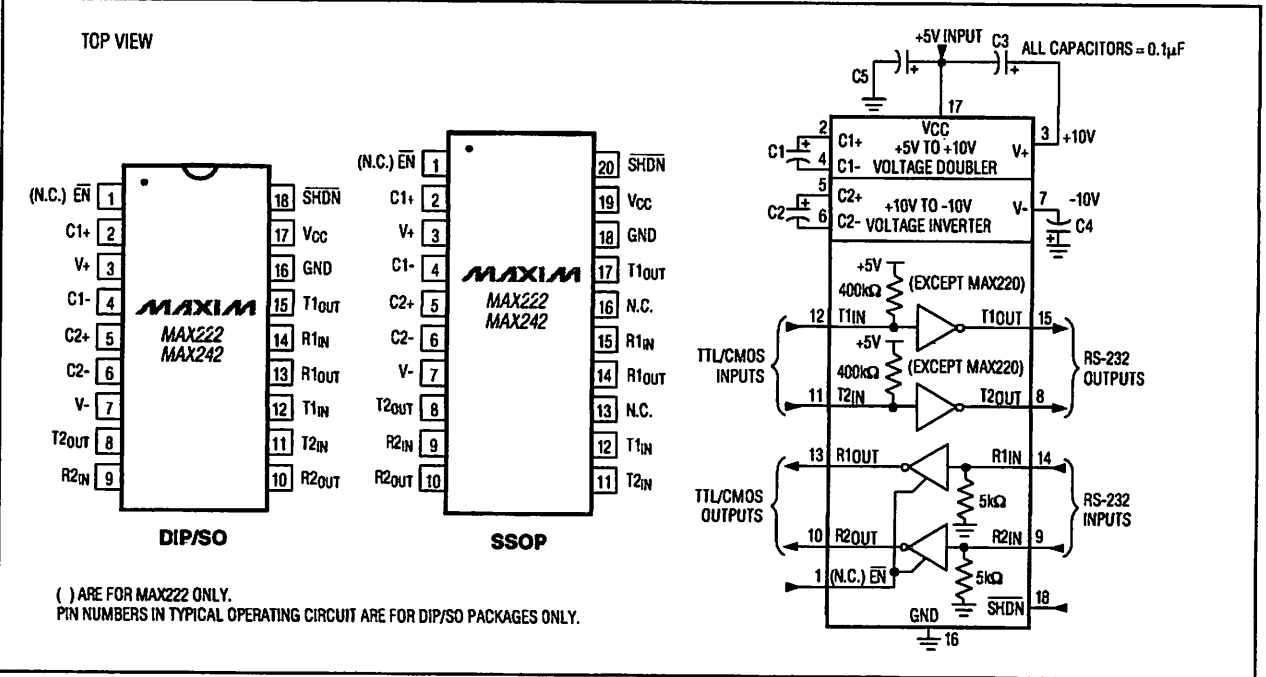 TOP VIEW
(N.C.) EN 1
C1+ 2
V+ 3
C1- 4
C2+ 5
C2- 6
V- 7
T2OUT 8
R2IN 9
18 SHDN
17 VCC
16 GND
15 T1OUT
14 R1IN
13 R1OUT
12 T1IN
11 T2IN
10 R2OUT
MAXIM
MAX222
MAX242
DIP/SO
(N.C.) EN 1
C1+ 2
V+ 3
C1- 4
C2+ 5
C2- 6
V- 7
T2OUT 8
R2IN 9
R2OUT 10
20 SHDN
19 VCC
18 GND
17 T1OUT
16 N.C.
15 R1IN
14 R1OUT
13 N.C.
12 T1IN
11 T2IN
MAXIM
MAX222
MAX242
SSOP
( ) ARE FOR MAX222 ONLY.
PIN NUMBERS IN TYPICAL OPERATING CIRCUIT ARE FOR DIP/SO PACKAGES ONLY.
+5V INPUT C3
ALL CAPACITORS = 0.1µF
C5
17
VCC
2 C1+ +5V TO +10V V+ 3 +10V
C1 4 C1- VOLTAGE DOUBLER
5 C2+ +10V TO -10V V- 7 -10V
C2 6 C2- VOLTAGE INVERTER C4
+5V
400kΩ (EXCEPT MAX220)
12 T1IN T1OUT 15
+5V
TTL/CMOS INPUTS
RS-232 OUTPUTS
400kΩ (EXCEPT MAX220)
11 T2IN T2OUT 8
13 R1OUT R1IN 14
5kΩ
TTL/CMOS OUTPUTS
RS-232 INPUTS
10 R2OUT R2IN 9
5kΩ
1 (N.C.) EN
SHDN 18
GND
16